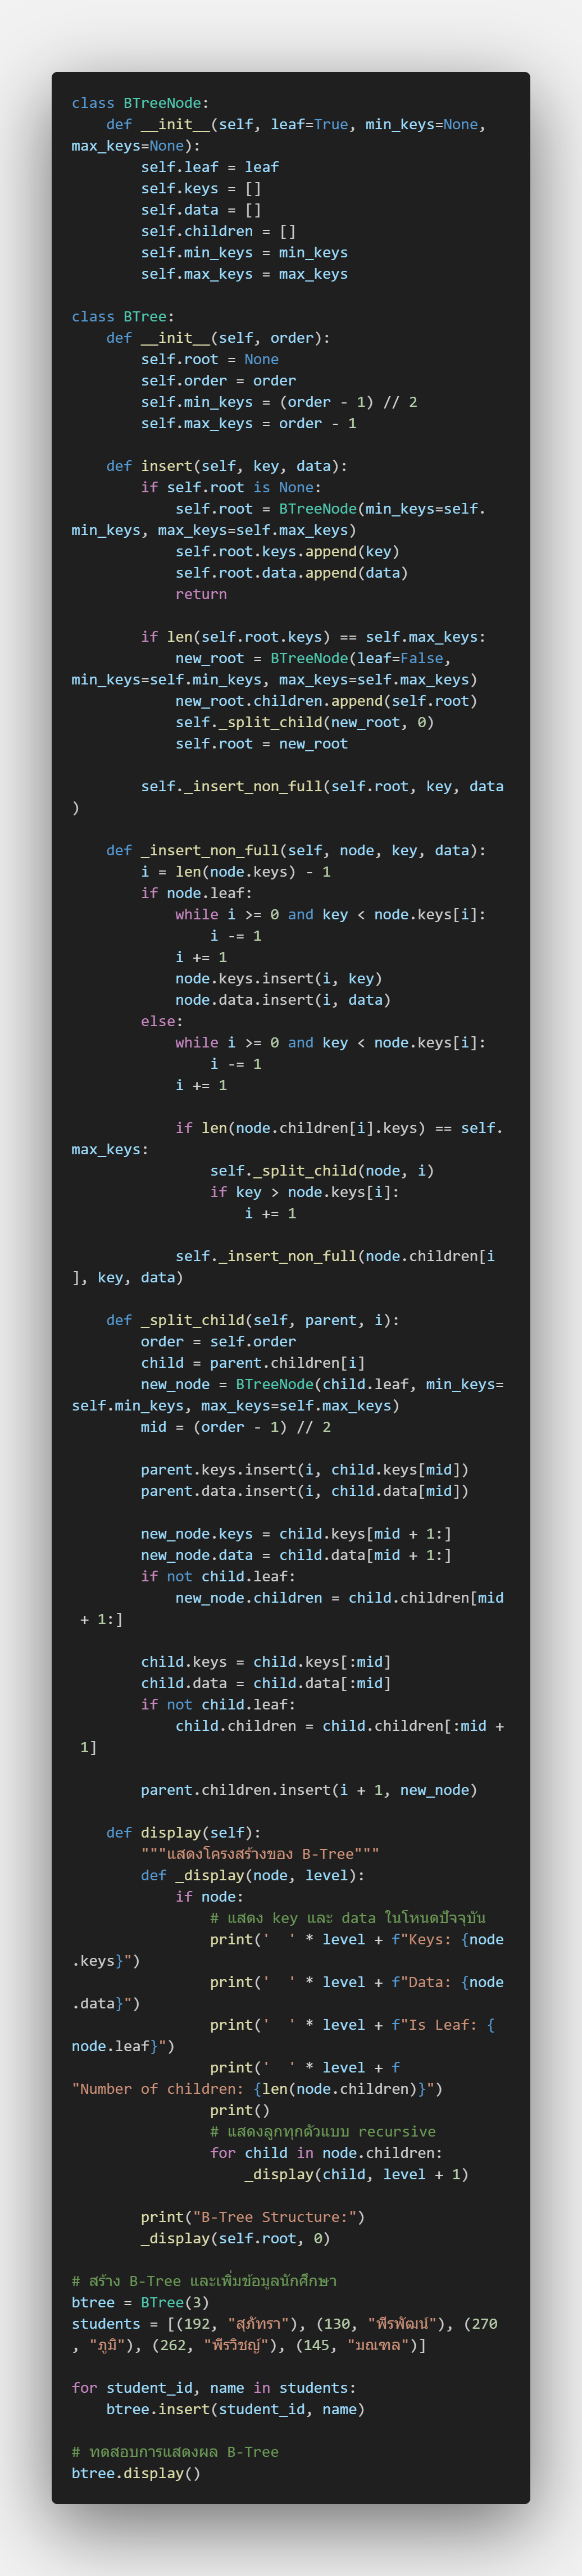 class BTreeNode:
    def __init__(self, leaf=True, min_keys=None,
max_keys=None):
        self.leaf = leaf
        self.keys = []
        self.data = []
        self.children = []
        self.min_keys = min_keys
        self.max_keys = max_keys

class BTree:
    def __init__(self, order):
        self.root = None
        self.order = order
        self.min_keys = (order - 1) // 2
        self.max_keys = order - 1

    def insert(self, key, data):
        if self.root is None:
            self.root = BTreeNode(min_keys=self.
min_keys, max_keys=self.max_keys)
            self.root.keys.append(key)
            self.root.data.append(data)
            return

        if len(self.root.keys) == self.max_keys:
            new_root = BTreeNode(leaf=False,
min_keys=self.min_keys, max_keys=self.max_keys)
            new_root.children.append(self.root)
            self._split_child(new_root, 0)
            self.root = new_root

        self._insert_non_full(self.root, key, data
)

    def _insert_non_full(self, node, key, data):
        i = len(node.keys) - 1
        if node.leaf:
            while i >= 0 and key < node.keys[i]:
                i -= 1
            i += 1
            node.keys.insert(i, key)
            node.data.insert(i, data)
        else:
            while i >= 0 and key < node.keys[i]:
                i -= 1
            i += 1

            if len(node.children[i].keys) == self.
max_keys:
                self._split_child(node, i)
                if key > node.keys[i]:
                    i += 1

            self._insert_non_full(node.children[i
], key, data)

    def _split_child(self, parent, i):
        order = self.order
        child = parent.children[i]
        new_node = BTreeNode(child.leaf, min_keys=
self.min_keys, max_keys=self.max_keys)
        mid = (order - 1) // 2

        parent.keys.insert(i, child.keys[mid])
        parent.data.insert(i, child.data[mid])

        new_node.keys = child.keys[mid + 1:]
        new_node.data = child.data[mid + 1:]
        if not child.leaf:
            new_node.children = child.children[mid
 + 1:]

        child.keys = child.keys[:mid]
        child.data = child.data[:mid]
        if not child.leaf:
            child.children = child.children[:mid +
 1]

        parent.children.insert(i + 1, new_node)

    def display(self):
        """แสดงโครงสร้างของ B-Tree"""
        def _display(node, level):
            if node:
                # แสดง key และ data ในโหนดปัจจุบัน
                print('  ' * level + f"Keys: {node
.keys}")
                print('  ' * level + f"Data: {node
.data}")
                print('  ' * level + f"Is Leaf: {
node.leaf}")
                print('  ' * level + f
"Number of children: {len(node.children)}")
                print()
                # แสดงลูกทุกตัวแบบ recursive
                for child in node.children:
                    _display(child, level + 1)

        print("B-Tree Structure:")
        _display(self.root, 0)

# สร้าง B-Tree และเพิ่มข้อมูลนักศึกษา
btree = BTree(3)
students = [(192, "สุภัทรา"), (130, "พีรพัฒน์"), (270
, "ภูมิ"), (262, "พีรวิชญ์"), (145, "มณฑล")]

for student_id, name in students:
    btree.insert(student_id, name)

# ทดสอบการแสดงผล B-Tree
btree.display()